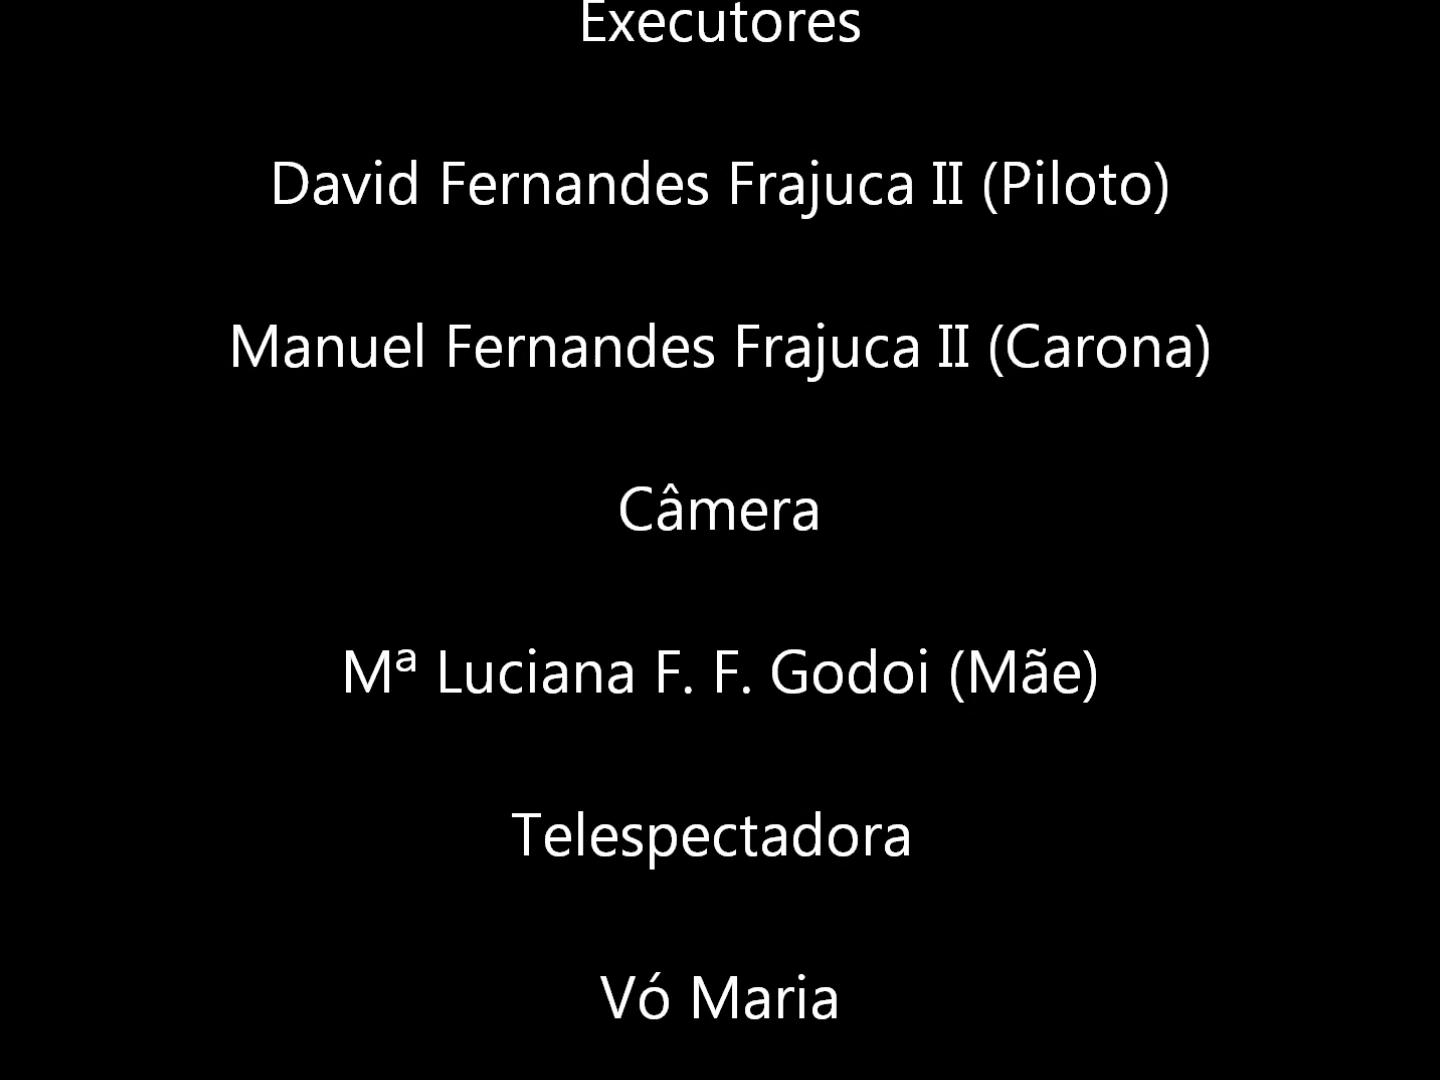 Executores
David Fernandes Frajuca II (Piloto)
Manuel Fernandes Frajuca II (Carona)
Câmera
Mª Luciana F. F. Godoi (Mãe)
Telespectadora
Vó Maria